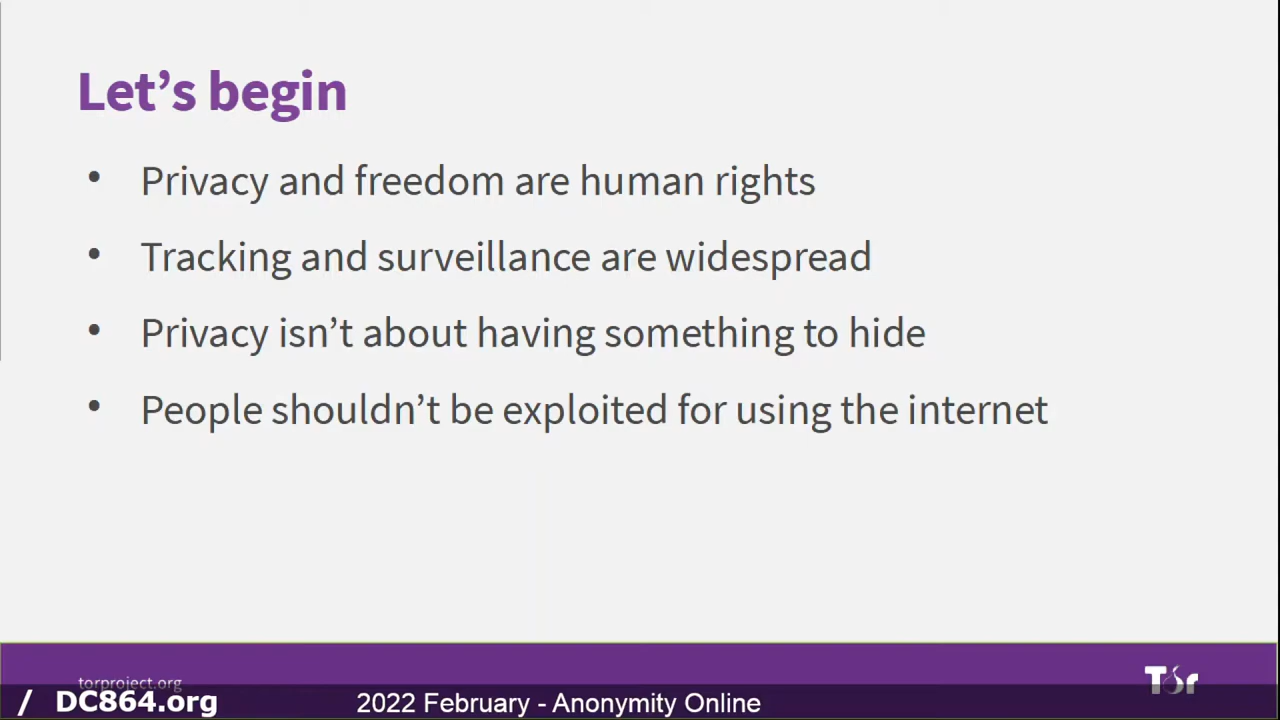 Let’s begin
• Privacy and freedom are human rights
• Tracking and surveillance are widespread
• Privacy isn’t about having something to hide
• People shouldn’t be exploited for using the internet
torproject.org
Tor
/ DC864.org
2022 February - Anonymity Online